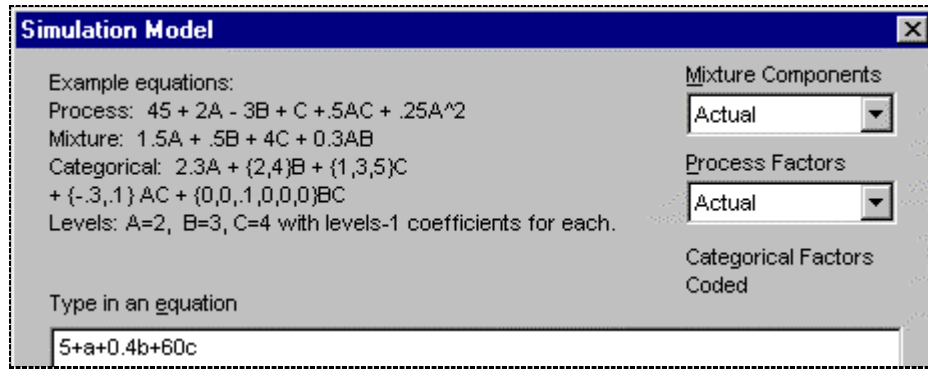 Simulation Model
Example equations:
Process:  45 + 2A - 3B + C +.5AC + .25A^2
Mixture:  1.5A + .5B + 4C + 0.3AB
Categorical:  2.3A + {2,4}B + {1,3,5}C
+ {-.3,.1} AC + {0,0,.1,0,0,0}BC
Levels: A=2,  B=3, C=4 with levels-1 coefficients for each.
Mixture Components
Actual
Process Factors
Actual
Categorical Factors
Coded
Type in an equation
5+a+0.4b+60c